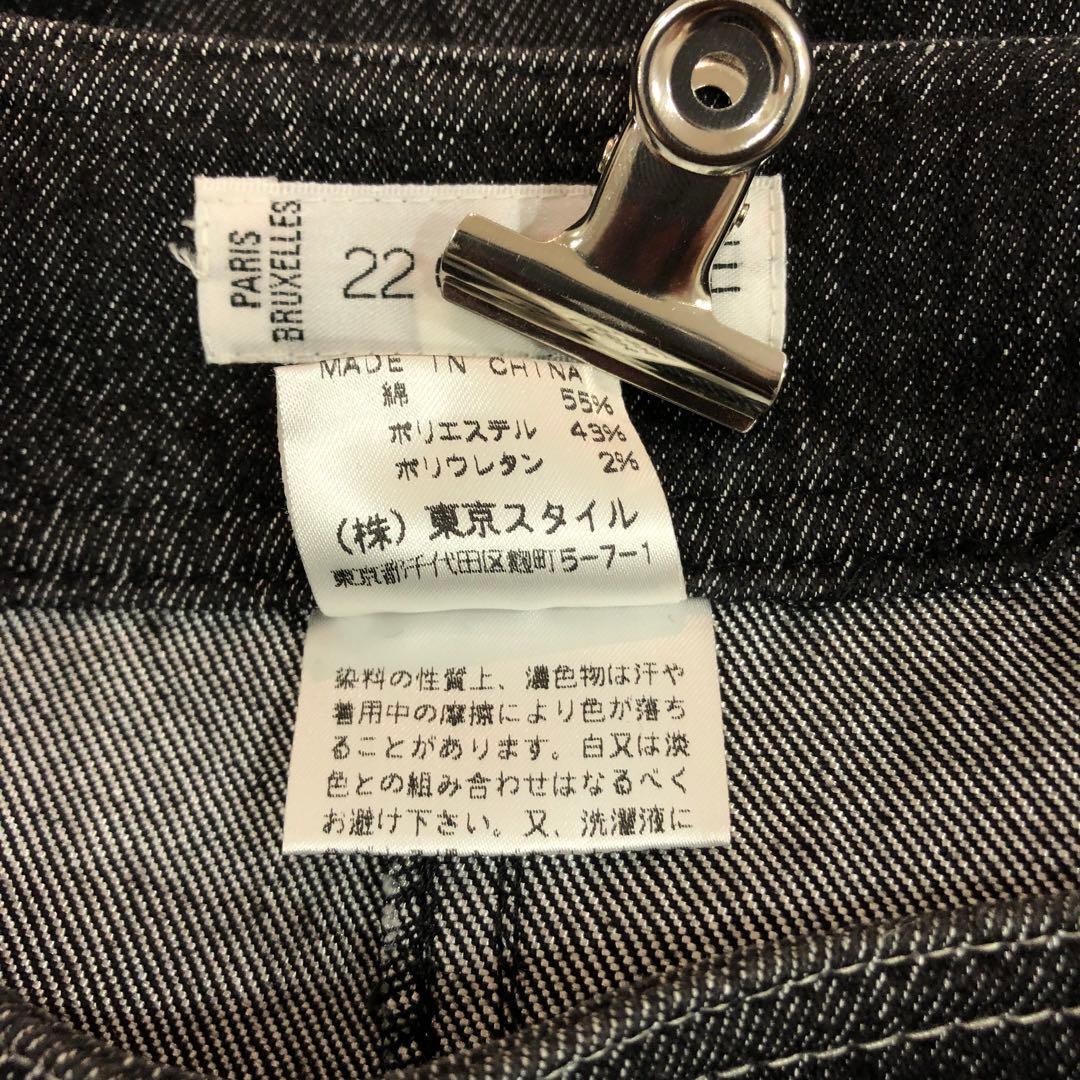 PARIS
BRUXELLES
22
MADE IN CHINA
綿 55%
ポリエステル 43%
ポリウレタン 2%
(株) 東京スタイル
東京都千代田区麹町5-7-1
染料の性質上、濃色物は汗や
着用中の摩擦により色が落ち
ることがあります。白又は淡
色との組み合わせはなるべく
お避け下さい。又、洗濯液に